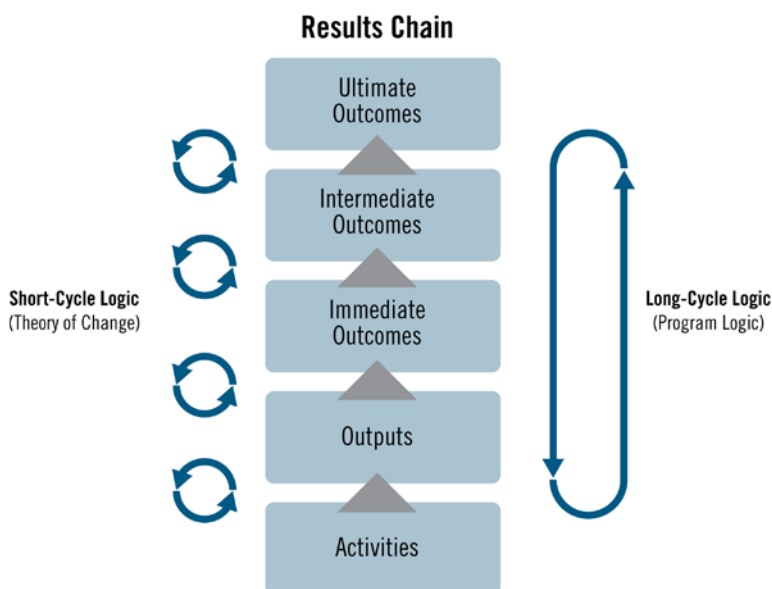 Results Chain
Ultimate
Outcomes
Intermediate
Outcomes
Short-Cycle Logic
(Theory of Change)
Immediate
Outcomes
Long-Cycle Logic
(Program Logic)
Outputs
Activities